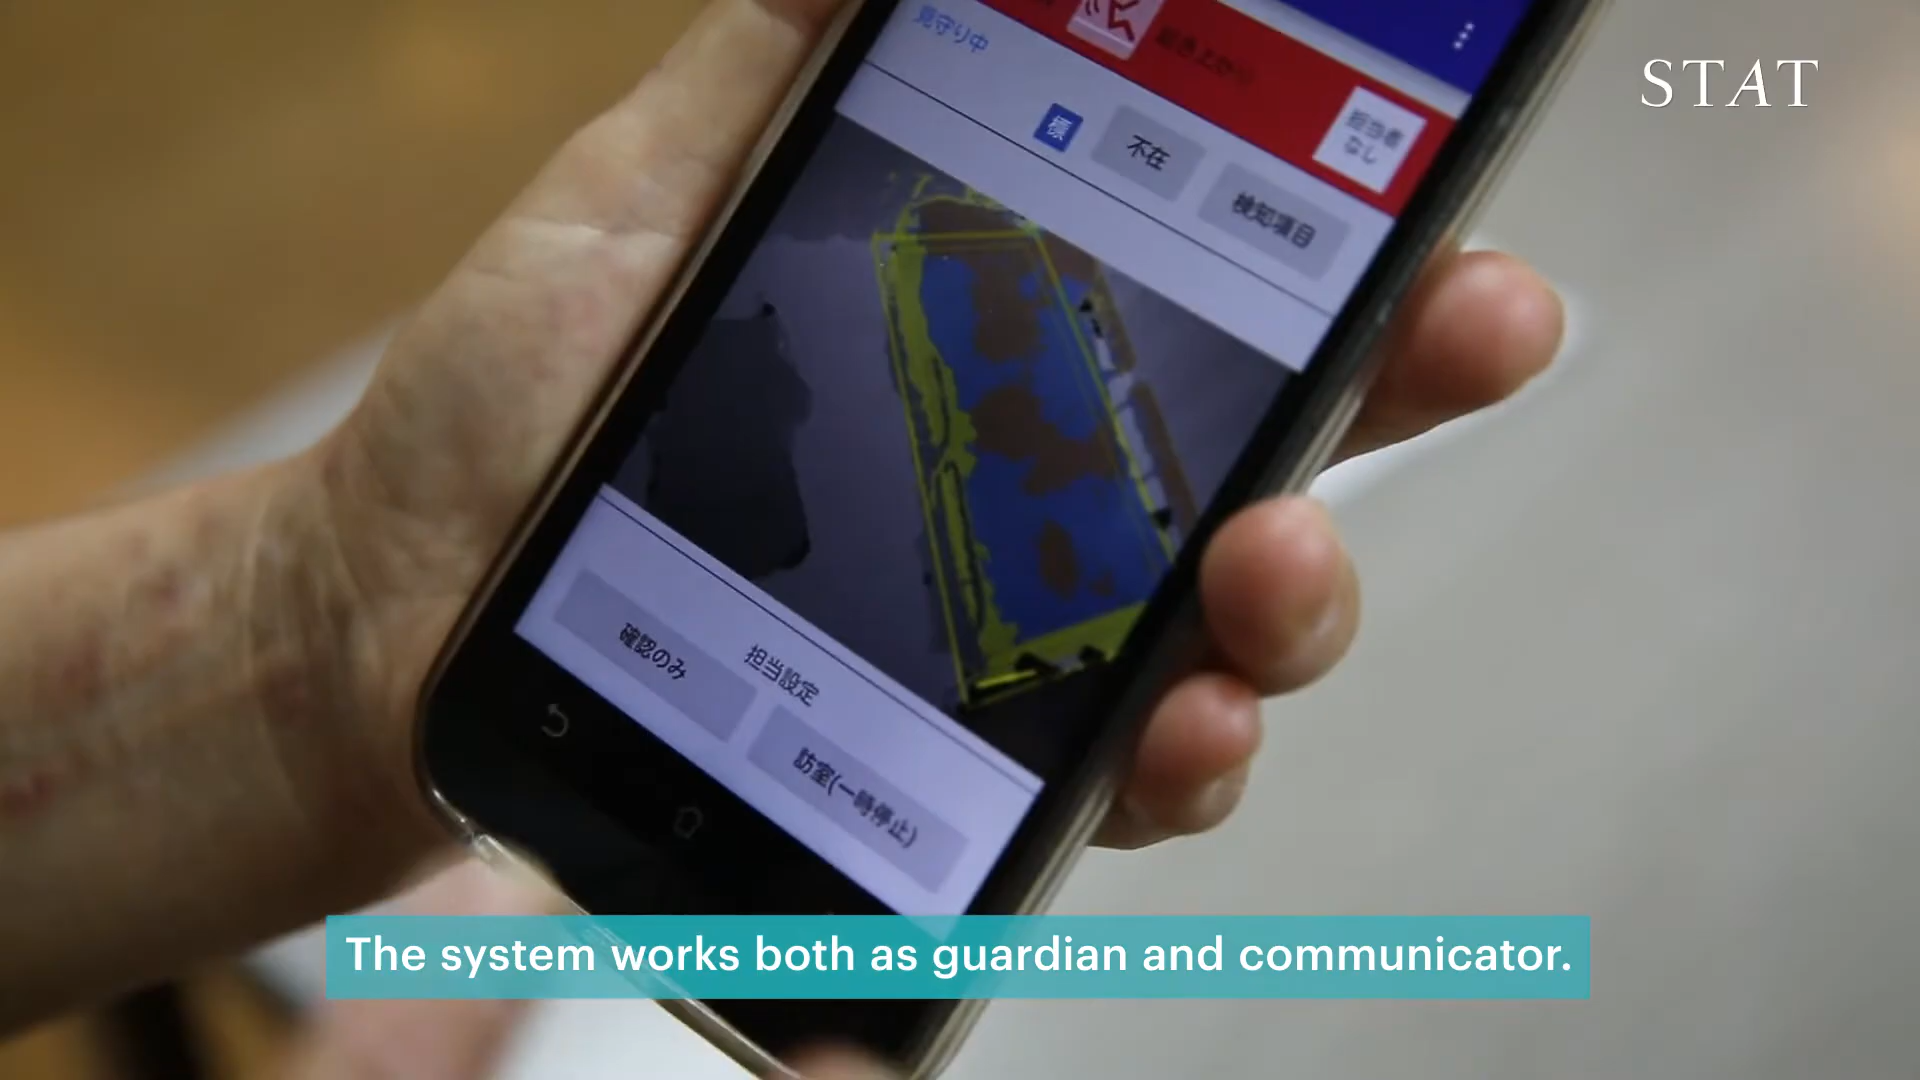 STAT
起き上がり
見守り中
担当者
なし
標
不在
検知項目
担当設定
確認のみ
訪室(一時停止)
The system works both as guardian and communicator.